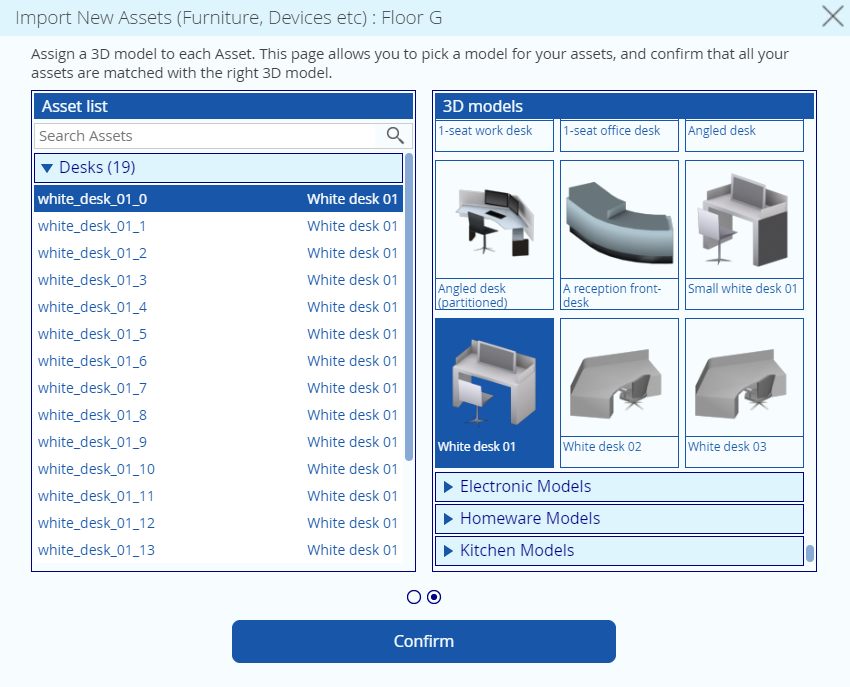 Import New Assets (Furniture, Devices etc) : Floor G
Assign a 3D model to each Asset. This page allows you to pick a model for your assets, and confirm that all your
assets are matched with the right 3D model.
Asset list
Search Assets
Desks (19)
white_desk_01_0 White desk 01
white_desk_01_1 White desk 01
white_desk_01_2 White desk 01
white_desk_01_3 White desk 01
white_desk_01_4 White desk 01
white_desk_01_5 White desk 01
white_desk_01_6 White desk 01
white_desk_01_7 White desk 01
white_desk_01_8 White desk 01
white_desk_01_9 White desk 01
white_desk_01_10 White desk 01
white_desk_01_11 White desk 01
white_desk_01_12 White desk 01
white_desk_01_13 White desk 01
3D models
1-seat work desk
1-seat office desk
Angled desk
Angled desk
(partitioned)
A reception front-
desk
Small white desk 01
White desk 01
White desk 02
White desk 03
Electronic Models
Homeware Models
Kitchen Models
Confirm